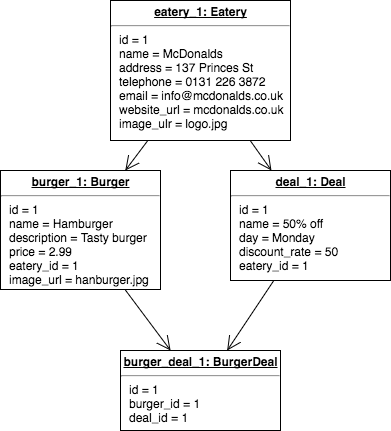 eatery_1: Eatery
id = 1
name = McDonalds
address = 137 Princes St
telephone = 0131 226 3872
email = info@mcdonalds.co.uk
website_url = mcdonalds.co.uk
image_ulr = logo.jpg
burger_1: Burger
id = 1
name = Hamburger
description = Tasty burger
price = 2.99
eatery_id = 1
image_url = hanburger.jpg
deal_1: Deal
id = 1
name = 50% off
day = Monday
discount_rate = 50
eatery_id = 1
burger_deal_1: BurgerDeal
id = 1
burger_id = 1
deal_id = 1